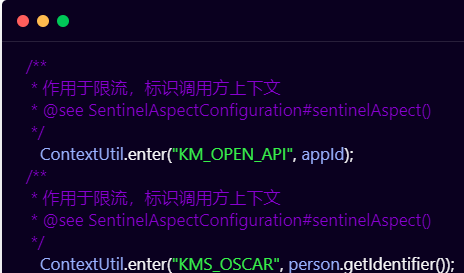 /**
* 作用于限流，标识调用方上下文
* @see SentinelAspectConfiguration#sentinelAspect()
*/
ContextUtil.enter("KM_OPEN_API", appId);
/**
* 作用于限流，标识调用方上下文
* @see SentinelAspectConfiguration#sentinelAspect()
*/
ContextUtil.enter("KMS_OSCAR", person.getIdentifier());